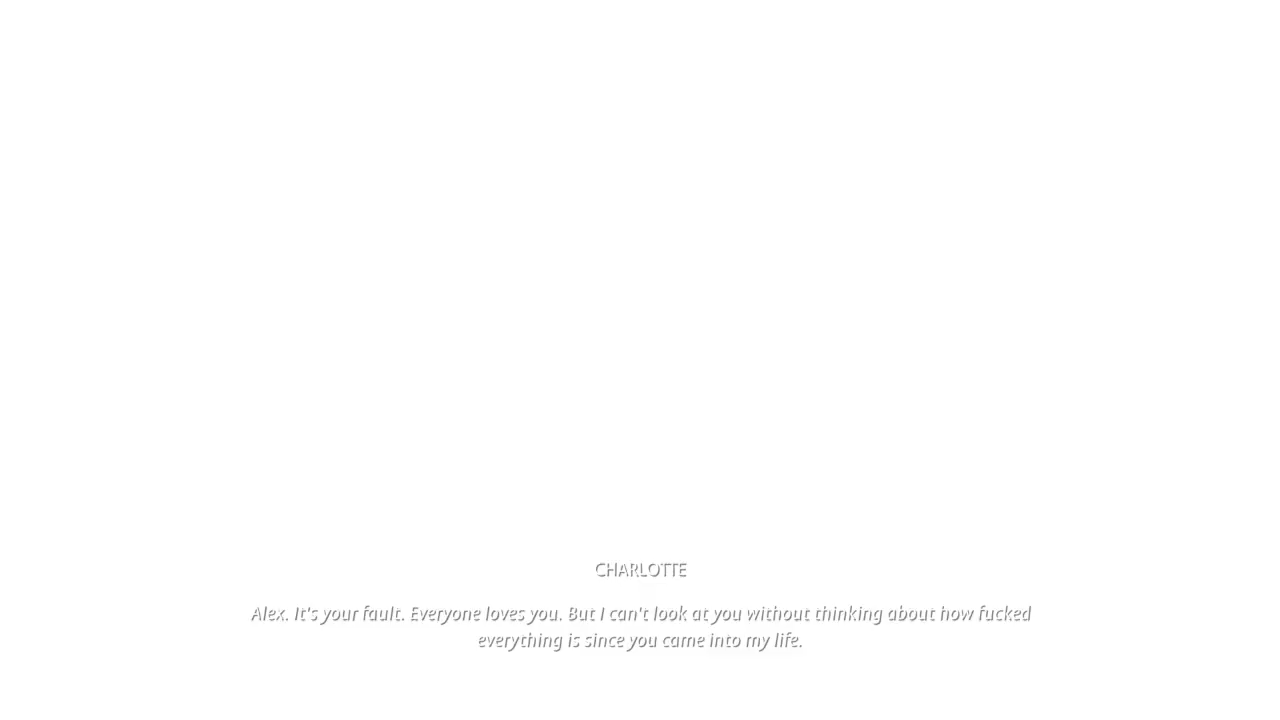 CHARLOTTE
Alex. It's your fault. Everyone loves you. But I can't look at you without thinking about how fucked
everything is since you came into my life.